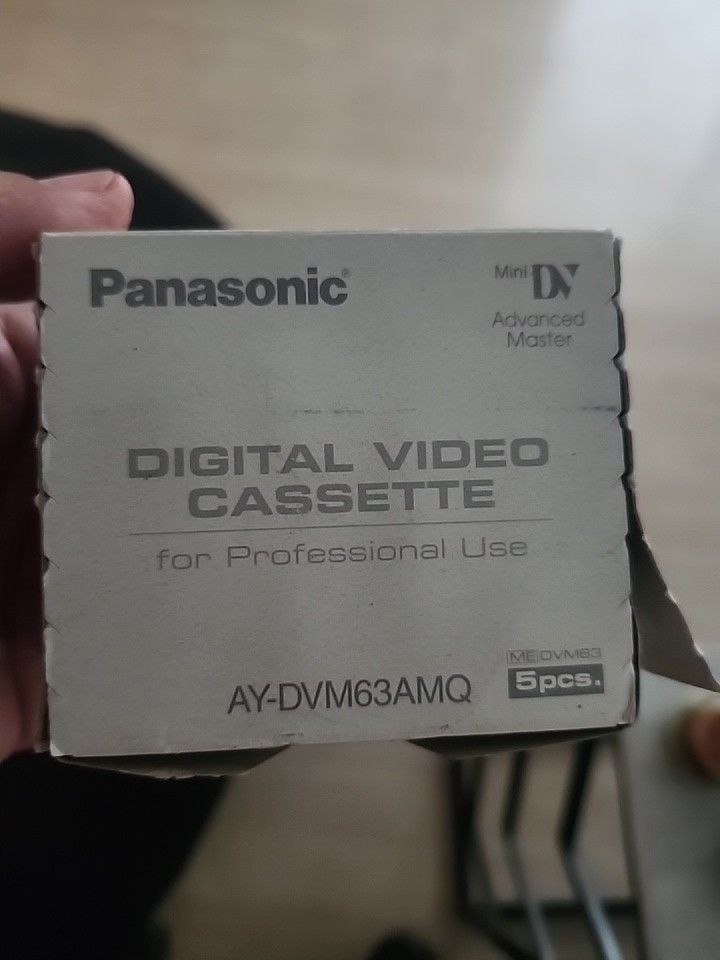 Panasonic®
Mini DV
Advanced
Master
DIGITAL VIDEO
CASSETTE
for Professional Use
ME DVM63
5pcs.
AY-DVM63AMQ